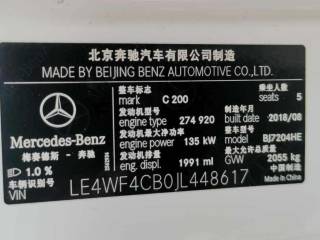 北京奔驰汽车有限公司制造
MADE BY BEIJING BENZ AUTOMOTIVE CO.,LTD.
整车标志 乘坐人数
mark C 200 seats 5
发动机型号 制造年月
engine type 274 920 2018/08
发动机最大净功率 整车型号
engine power 135 kW model BJ7204HE
发动机排量 最大允许总质量
engine disp. 1991 ml GVW 2055 kg
Mercedes-Benz
梅赛德斯－奔驰
1.0 %
中国制造
Made in China
车辆识别代号
VIN LE4WF4CB0JL448617